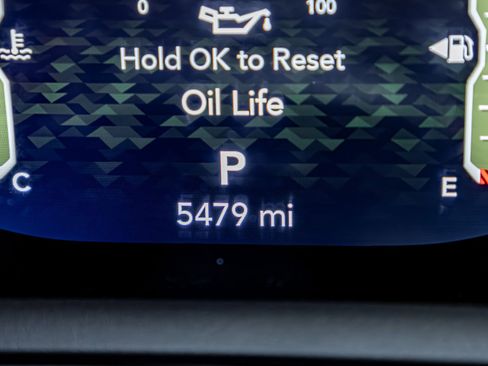 0 100
Hold OK to Reset
Oil Life
P
C E
5479 mi